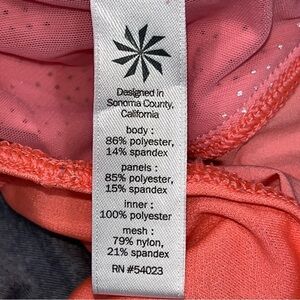 Designed in
Sonoma County,
California
body :
86% polyester,
14% spandex
panels :
85% polyester,
15% spandex
inner :
100% polyester
mesh :
79% nylon,
21% spandex
RN #54023